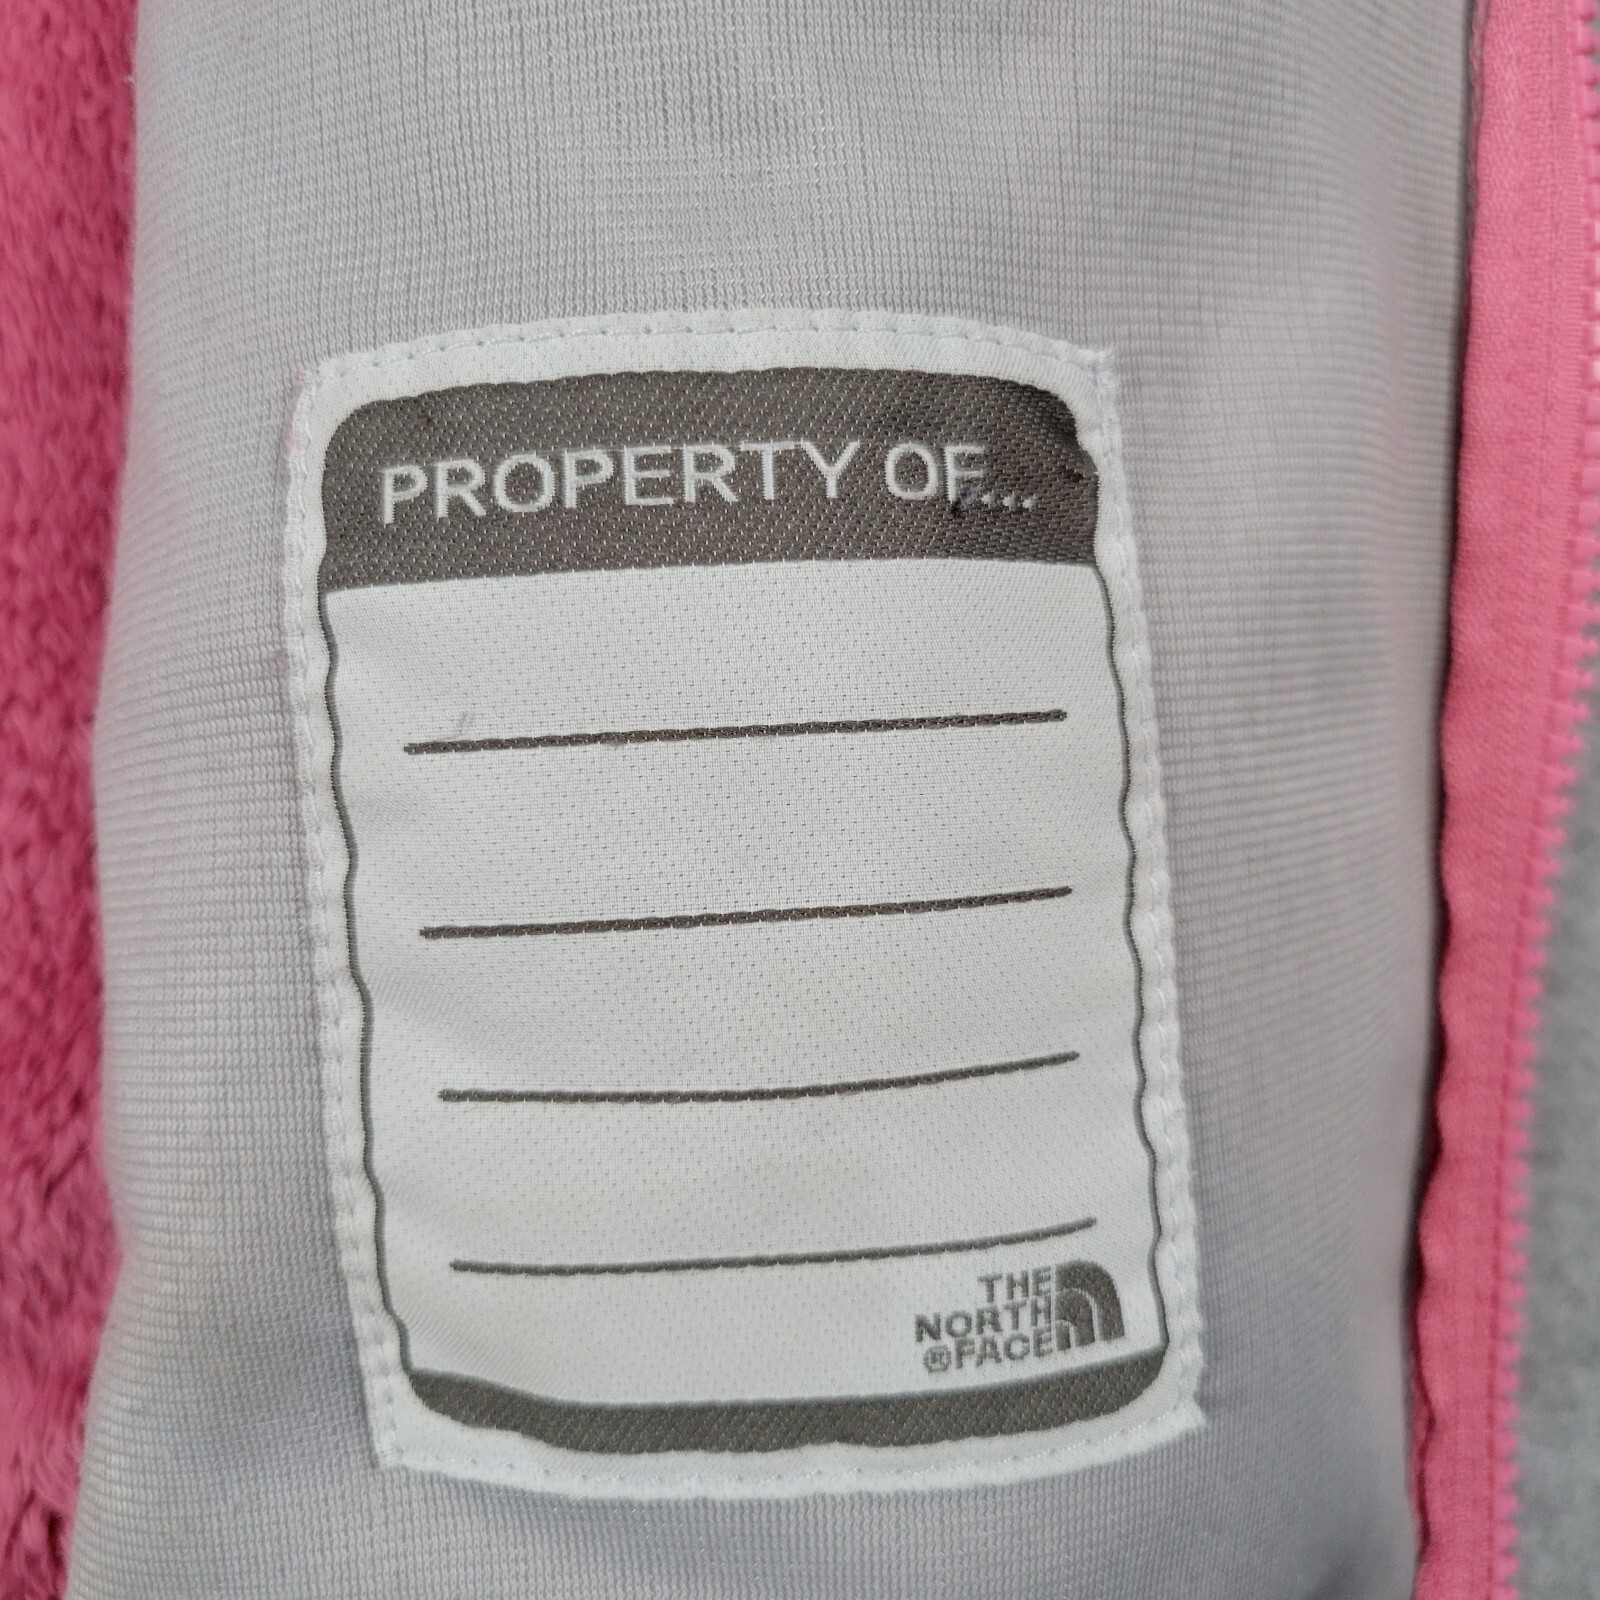 PROPERTY OF....
THE
NORTH
®FACE